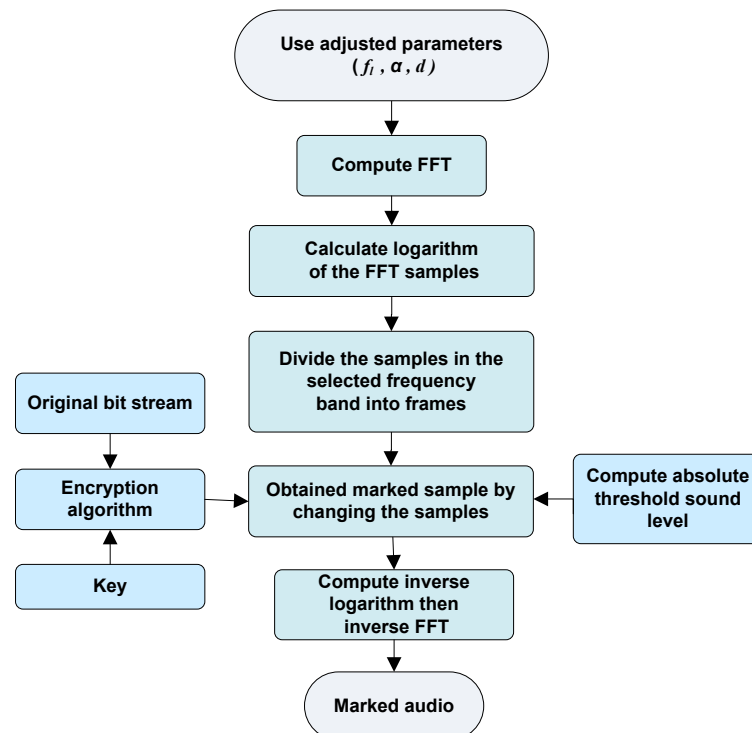 Use adjusted parameters
( fl , α , d )
Compute FFT
Calculate logarithm
of the FFT samples
Divide the samples in the
selected frequency
band into frames
Original bit stream
Encryption
algorithm
Key
Obtained marked sample by
changing the samples
Compute absolute
threshold sound
level
Compute inverse
logarithm then
inverse FFT
Marked audio